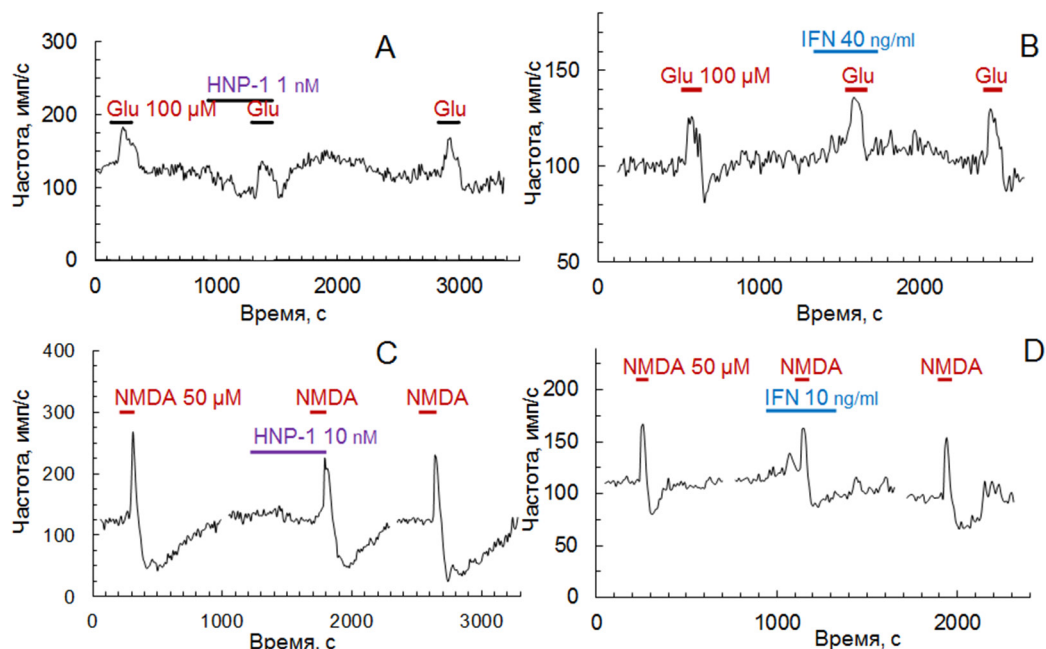 A
Частота, имп/с
300
250
200
150
100
50
0
HNP-1 1 nM
Glu 100 µM
Glu
Glu
0
1000
2000
3000
Время, с
B
Частота, имп/с
150
100
50
IFN 40 ng/ml
Glu 100 µM
Glu
Glu
0
1000
2000
Время, с
C
Частота, имп/с
400
300
200
100
0
NMDA 50 µM
NMDA
NMDA
HNP-1 10 nM
0
1000
2000
3000
Время, с
D
Частота, имп/с
200
150
100
50
0
NMDA 50 µM
NMDA
NMDA
IFN 10 ng/ml
0
1000
2000
Время, с